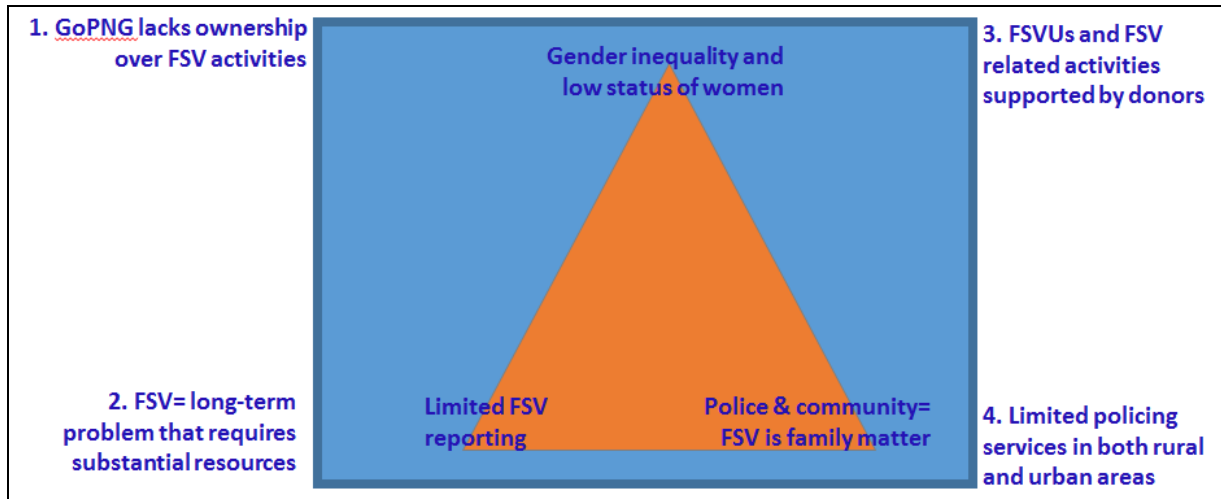 1. GoPNG lacks ownership
over FSV activities
Gender inequality and
low status of women
3. FSVUs and FSV
related activities
supported by donors
2. FSV= long-term
problem that requires
substantial resources
Limited FSV
reporting
Police & community=
FSV is family matter
4. Limited policing
services in both rural
and urban areas